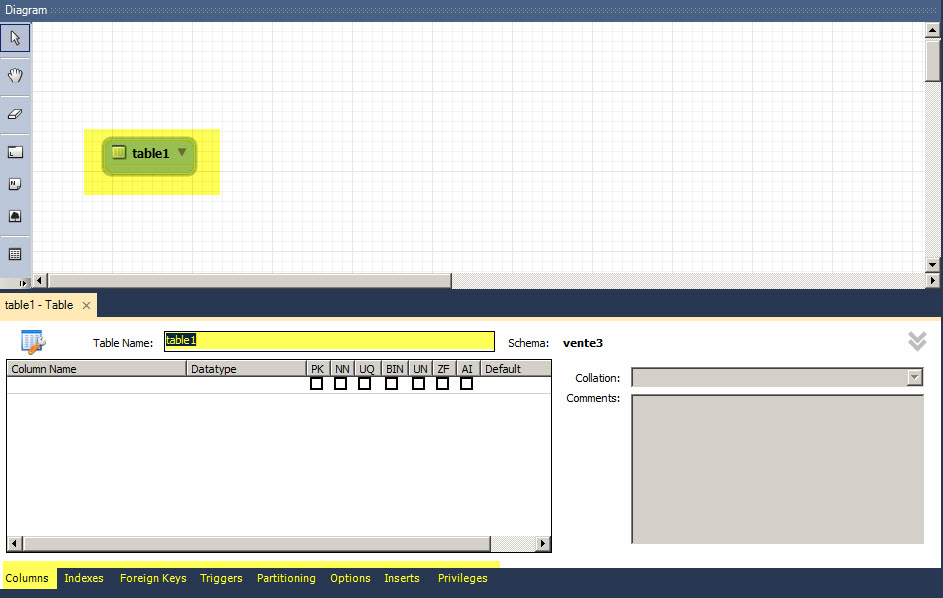 Diagram
table1
table1 - Table
Table Name: table1 Schema: vente3
Column Name Datatype PK NN UQ BIN UN ZF AI Default
Collation:
Comments:
Columns Indexes Foreign Keys Triggers Partitioning Options Inserts Privileges